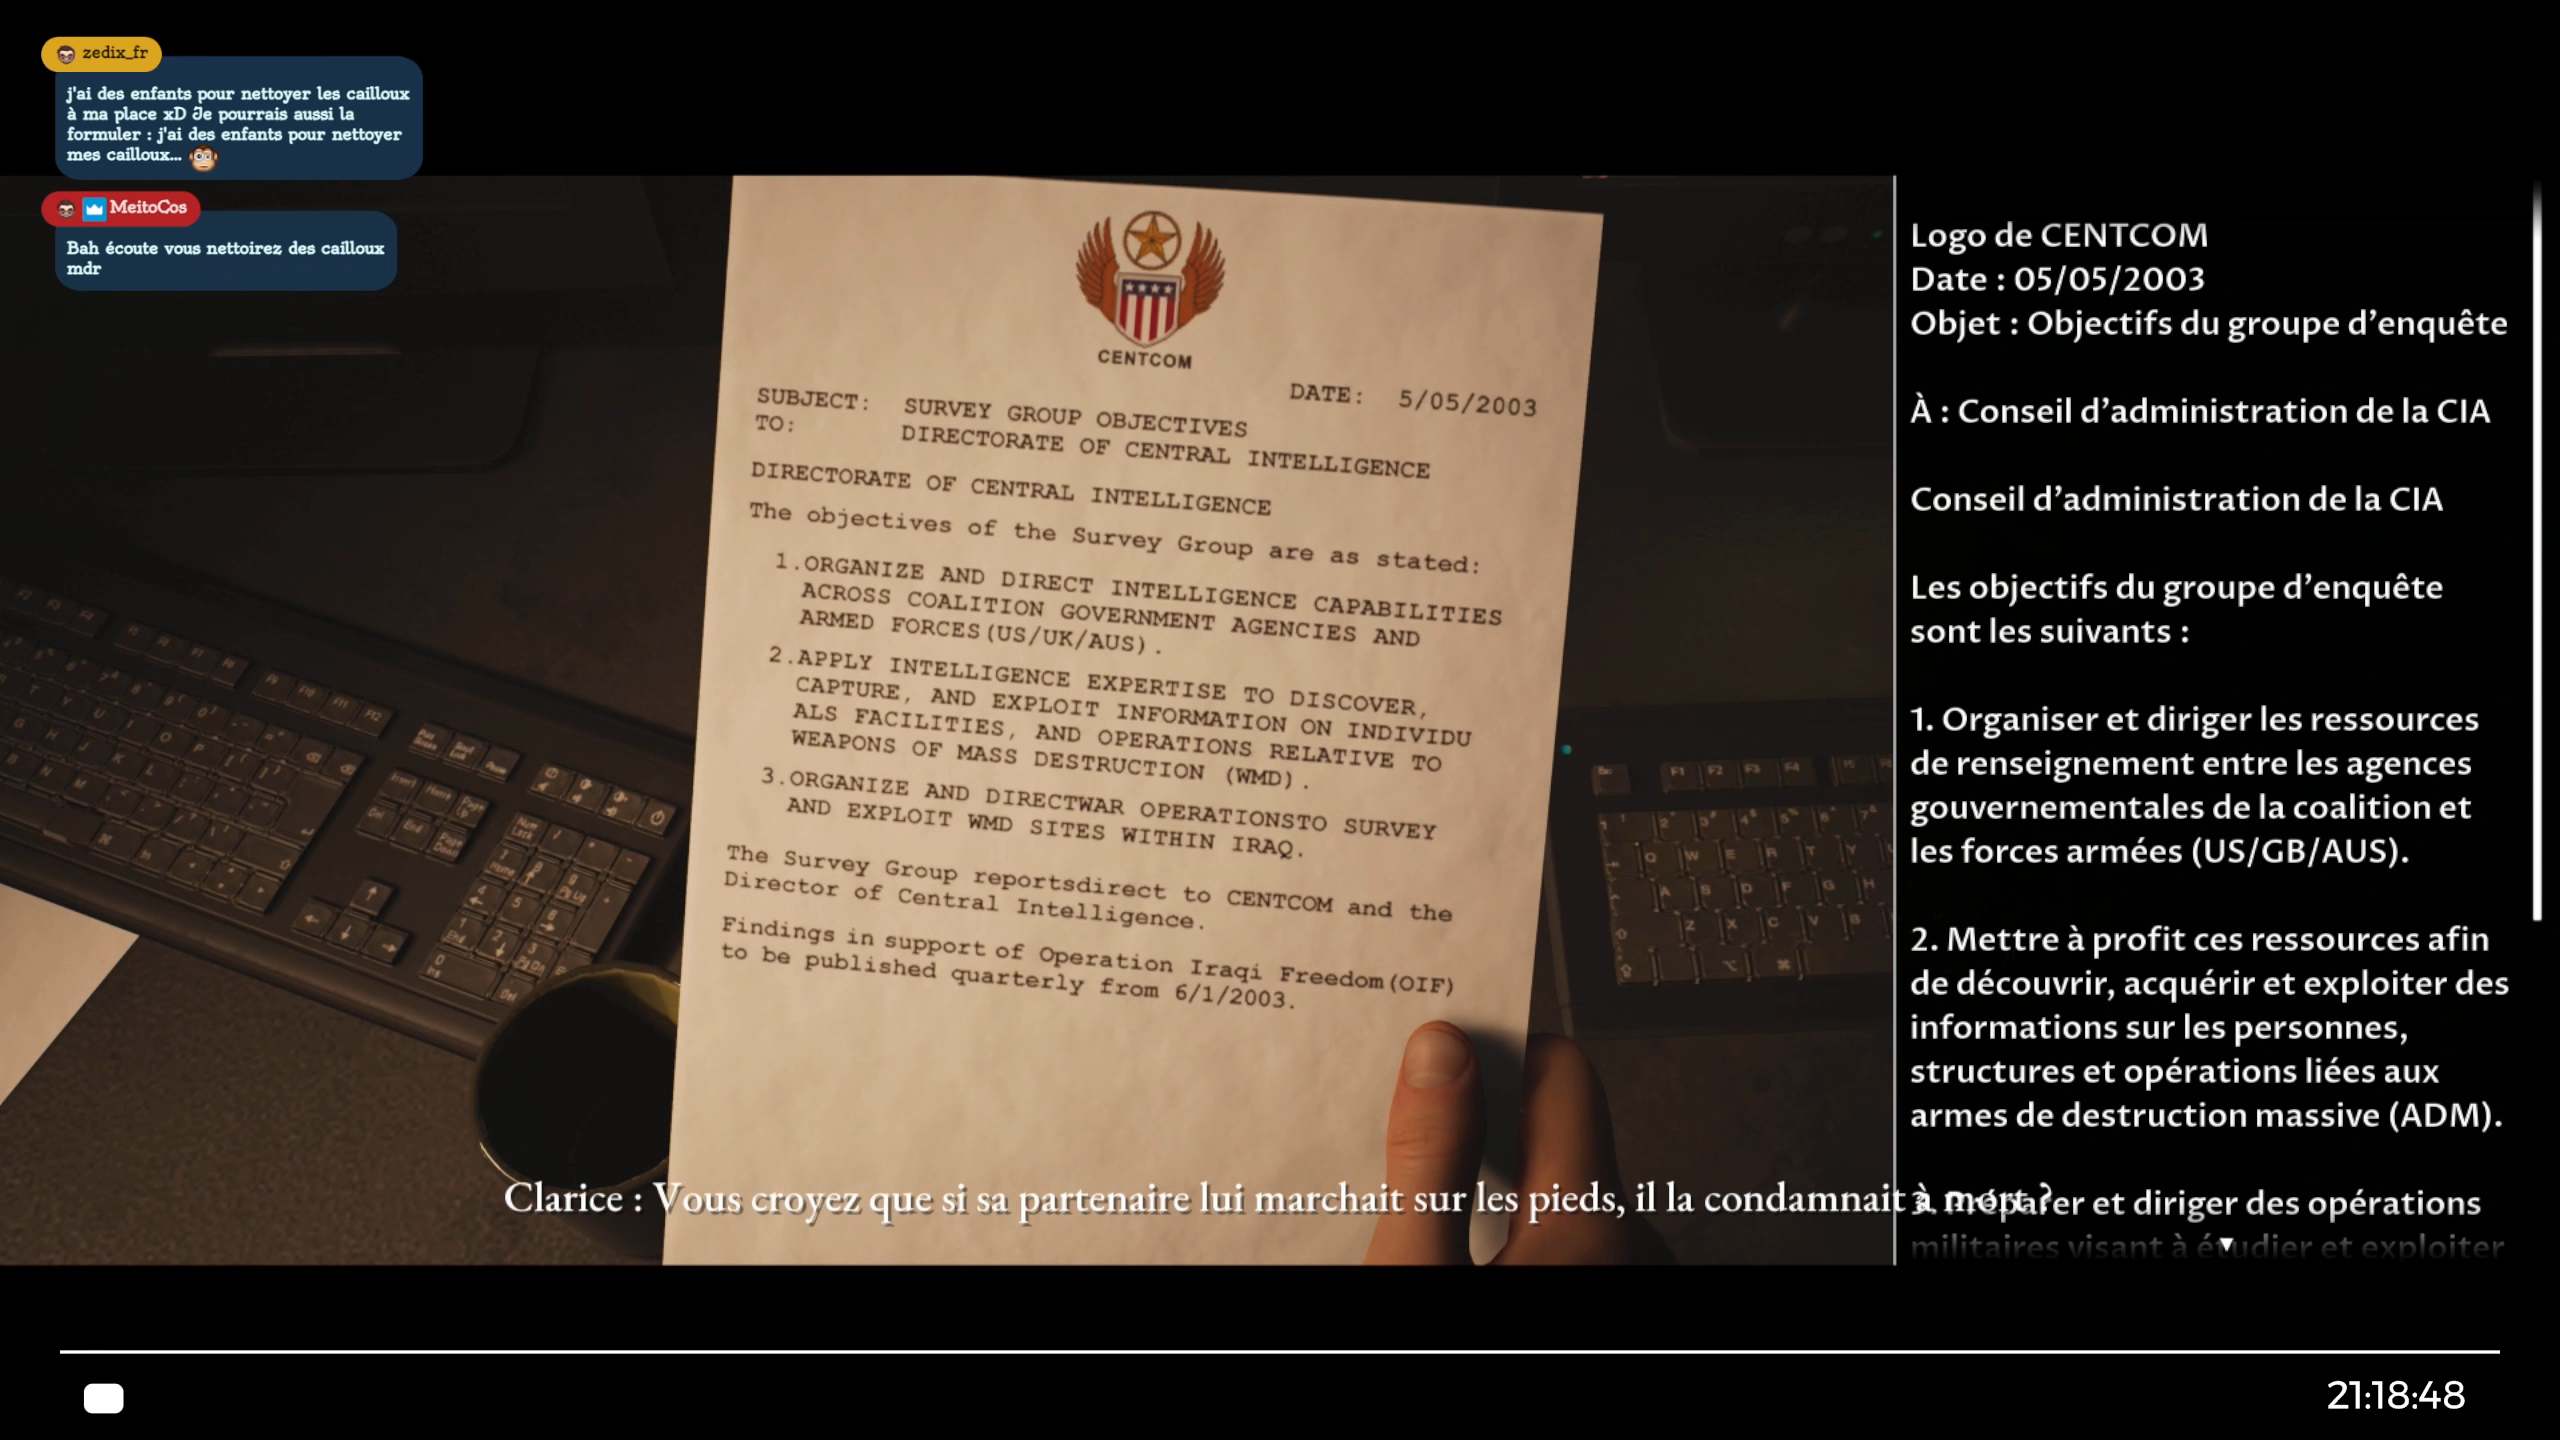 zedix_fr
j'ai des enfants pour nettoyer les cailloux
à ma place xD Je pourrais aussi la
formuler : j'ai des enfants pour nettoyer
mes cailloux...
MeitoCos
Bah écoute vous nettoirez des cailloux
mdr
CENTCOM
DATE: 5/05/2003
SUBJECT: SURVEY GROUP OBJECTIVES
TO: DIRECTORATE OF CENTRAL INTELLIGENCE
DIRECTORATE OF CENTRAL INTELLIGENCE
The objectives of the Survey Group are as stated:
1.ORGANIZE AND DIRECT INTELLIGENCE CAPABILITIES
ACROSS COALITION GOVERNMENT AGENCIES AND
ARMED FORCES(US/UK/AUS).
2.APPLY INTELLIGENCE EXPERTISE TO DISCOVER,
CAPTURE, AND EXPLOIT INFORMATION ON INDIVIDU
ALS FACILITIES, AND OPERATIONS RELATIVE TO
WEAPONS OF MASS DESTRUCTION (WMD).
3.ORGANIZE AND DIRECTWAR OPERATIONSTO SURVEY
AND EXPLOIT WMD SITES WITHIN IRAQ.
The Survey Group reportsdirect to CENTCOM and the
Director of Central Intelligence.
Findings in support of Operation Iraqi Freedom(OIF)
to be published quarterly from 6/1/2003.
Logo de CENTCOM
Date : 05/05/2003
Objet : Objectifs du groupe d'enquête
À : Conseil d'administration de la CIA
Conseil d'administration de la CIA
Les objectifs du groupe d'enquête
sont les suivants :
1. Organiser et diriger les ressources
de renseignement entre les agences
gouvernementales de la coalition et
les forces armées (US/GB/AUS).
2. Mettre à profit ces ressources afin
de découvrir, acquérir et exploiter des
informations sur les personnes,
structures et opérations liées aux
armes de destruction massive (ADM).
3. Préparer et diriger des opérations
militaires visant à étudier et exploiter
Clarice : Vous croyez que si sa partenaire lui marchait sur les pieds, il la condamnait à mort ?
21:18:48